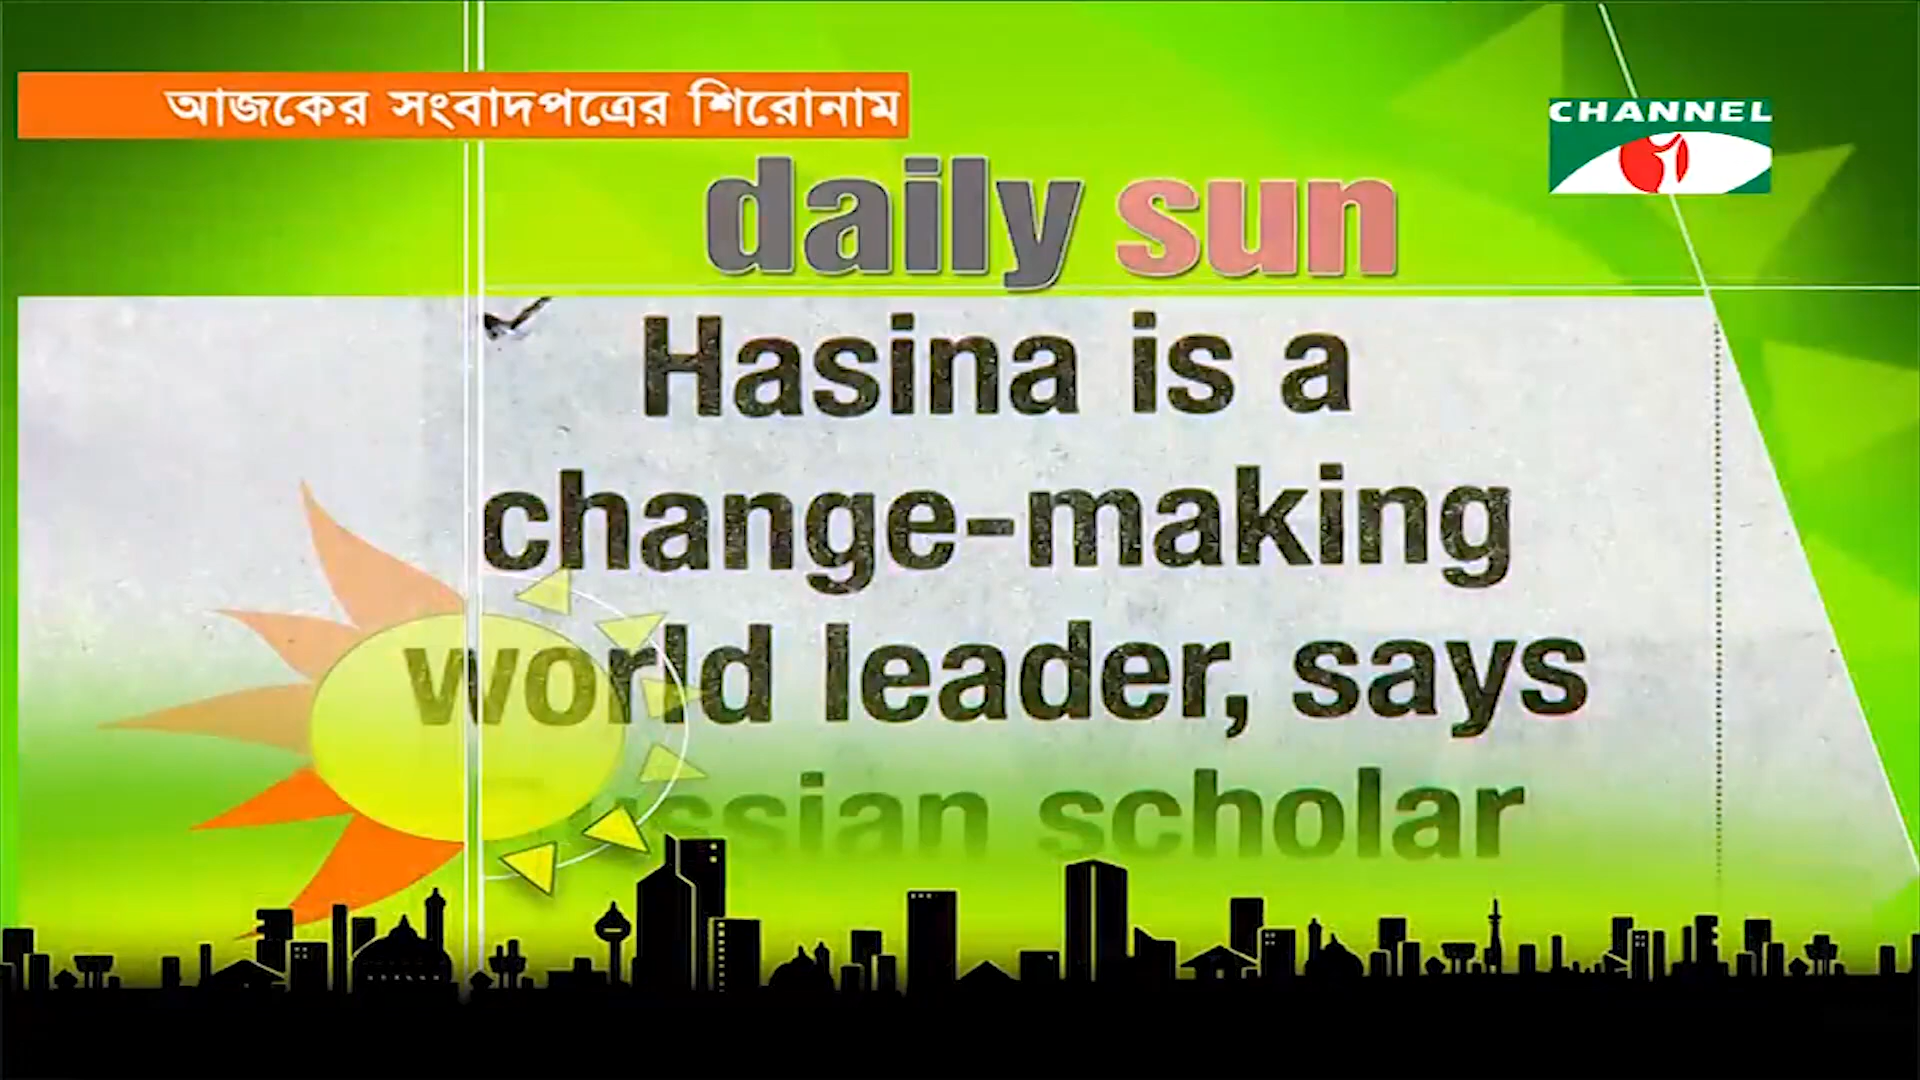 আজকের সংবাদপত্রের শিরোনাম
CHANNEL
daily sun
Hasina is a
change-making
world leader, says
scholar